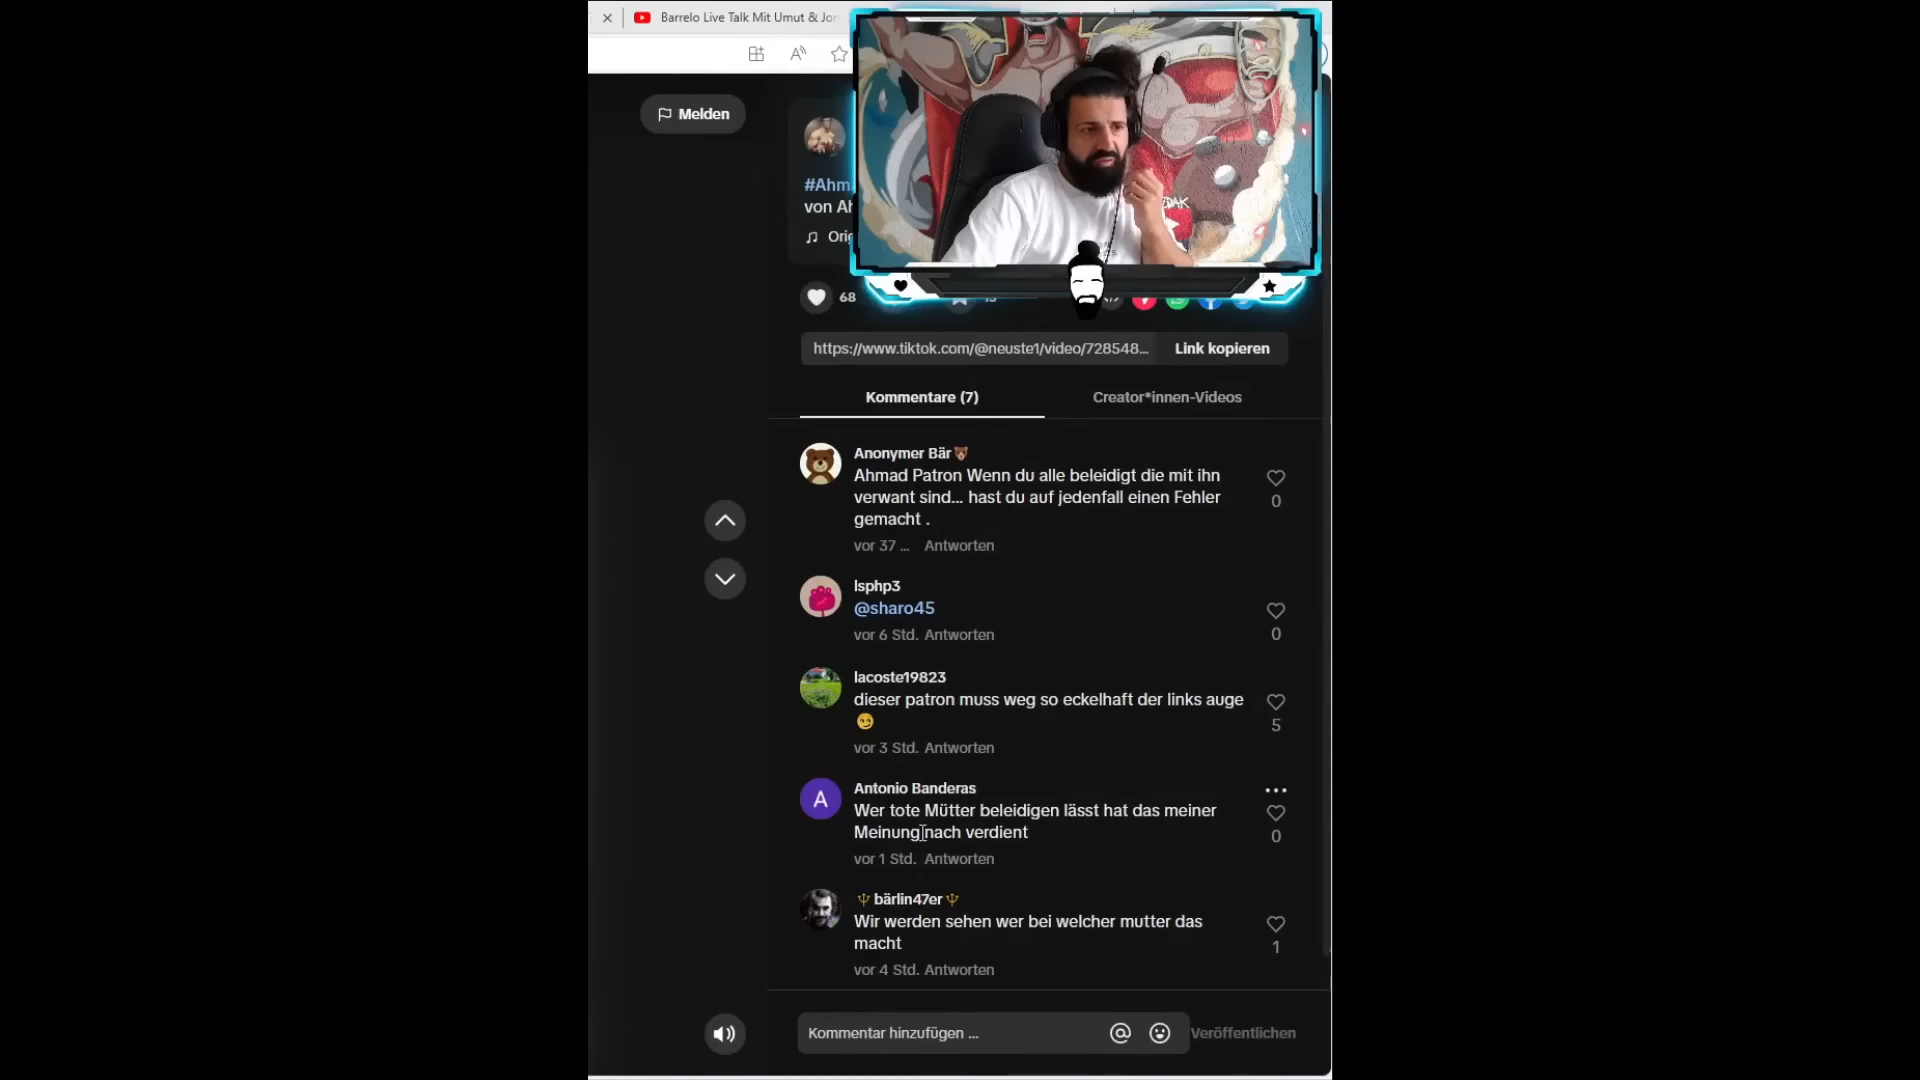 Barrelo Live Talk Mit Umut & Jo
Melden
#Ahm
von Ah
Orig
68
https://www.tiktok.com/@neuste1/video/728548...
Link kopieren
Kommentare (7)
Creator*innen-Videos
Anonymer Bär🐻
Ahmad Patron Wenn du alle beleidigt die mit ihn
verwant sind... hast du auf jedenfall einen Fehler
gemacht .
0
vor 37 ... Antworten
lsphp3
@sharo45
0
vor 6 Std. Antworten
lacoste19823
dieser patron muss weg so eckelhaft der links auge
😏
5
vor 3 Std. Antworten
A
Antonio Banderas
Wer tote Mütter beleidigen lässt hat das meiner
Meinung nach verdient
0
vor 1 Std. Antworten
🔱bärlin47er🔱
Wir werden sehen wer bei welcher mutter das
macht
1
vor 4 Std. Antworten
Kommentar hinzufügen ...
Veröffentlichen